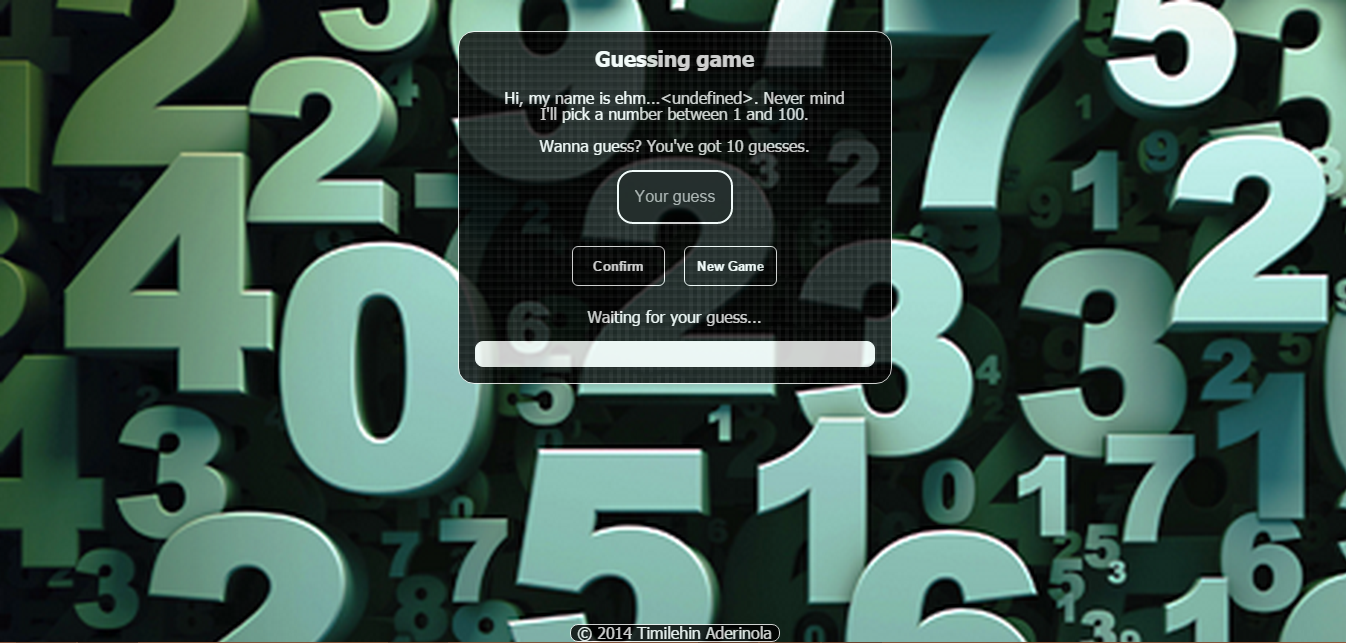 Guessing game
Hi, my name is ehm...<undefined>. Never mind
I'll pick a number between 1 and 100.
Wanna guess? You've got 10 guesses.
Your guess
Confirm New Game
Waiting for your guess...
© 2014 Timilehin Aderinola